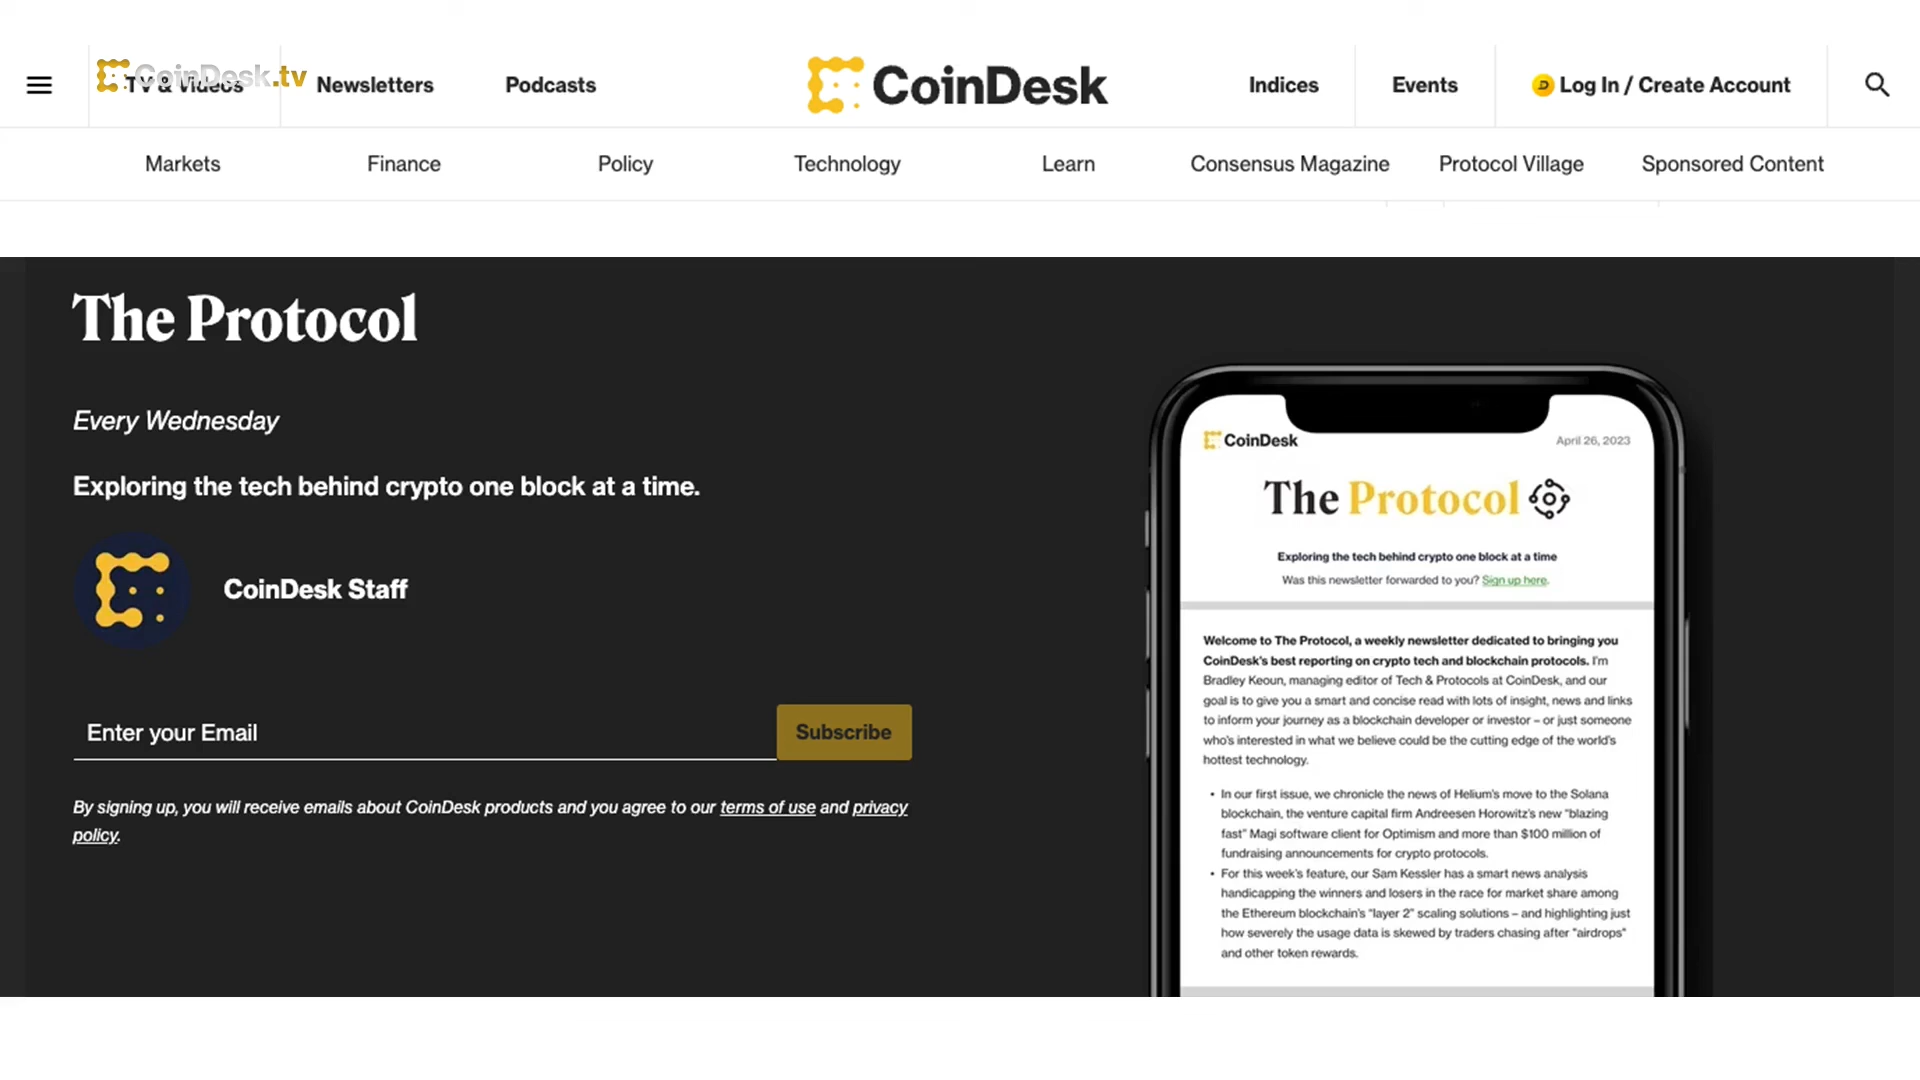 TV & Videos
CoinDesk.tv
Newsletters
Podcasts
CoinDesk
Indices
Events
Log In / Create Account
Markets
Finance
Policy
Technology
Learn
Consensus Magazine
Protocol Village
Sponsored Content
The Protocol
Every Wednesday
Exploring the tech behind crypto one block at a time.
CoinDesk Staff
Enter your Email
Subscribe
By signing up, you will receive emails about CoinDesk products and you agree to our terms of use and privacy
policy.
CoinDesk
April 26, 2023
The Protocol
Exploring the tech behind crypto one block at a time
Was this newsletter forwarded to you? Sign up here.
Welcome to The Protocol, a weekly newsletter dedicated to bringing you
CoinDesk's best reporting on crypto tech and blockchain protocols. I'm
Bradley Keoun, managing editor of Tech & Protocols at CoinDesk, and our
goal is to give you a smart and concise read with lots of insight, news and links
to inform your journey as a blockchain developer or investor – or just someone
who's interested in what we believe could be the cutting edge of the world's
hottest technology.
• In our first issue, we chronicle the news of Helium's move to the Solana
blockchain, the venture capital firm Andreesen Horowitz's new "blazing
fast" Magi software client for Optimism and more than $100 million of
fundraising announcements for crypto protocols.
• For this week's feature, our Sam Kessler has a smart news analysis
handicapping the winners and losers in the race for market share among
the Ethereum blockchain's "layer 2" scaling solutions – and highlighting just
how severely the usage data is skewed by traders chasing after "airdrops"
and other token rewards.